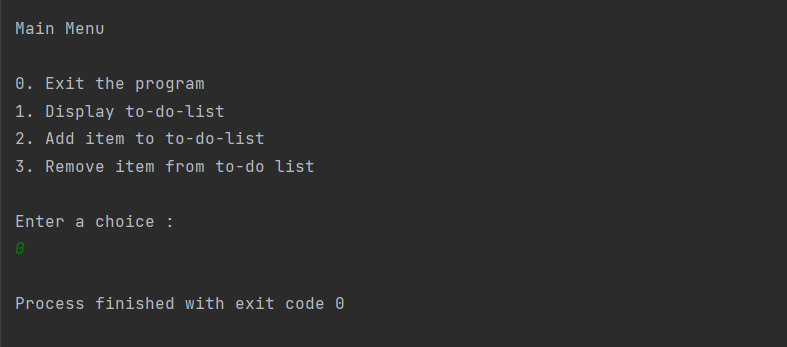 Main Menu
0. Exit the program
1. Display to-do-list
2. Add item to to-do-list
3. Remove item from to-do list
Enter a choice :
0
Process finished with exit code 0